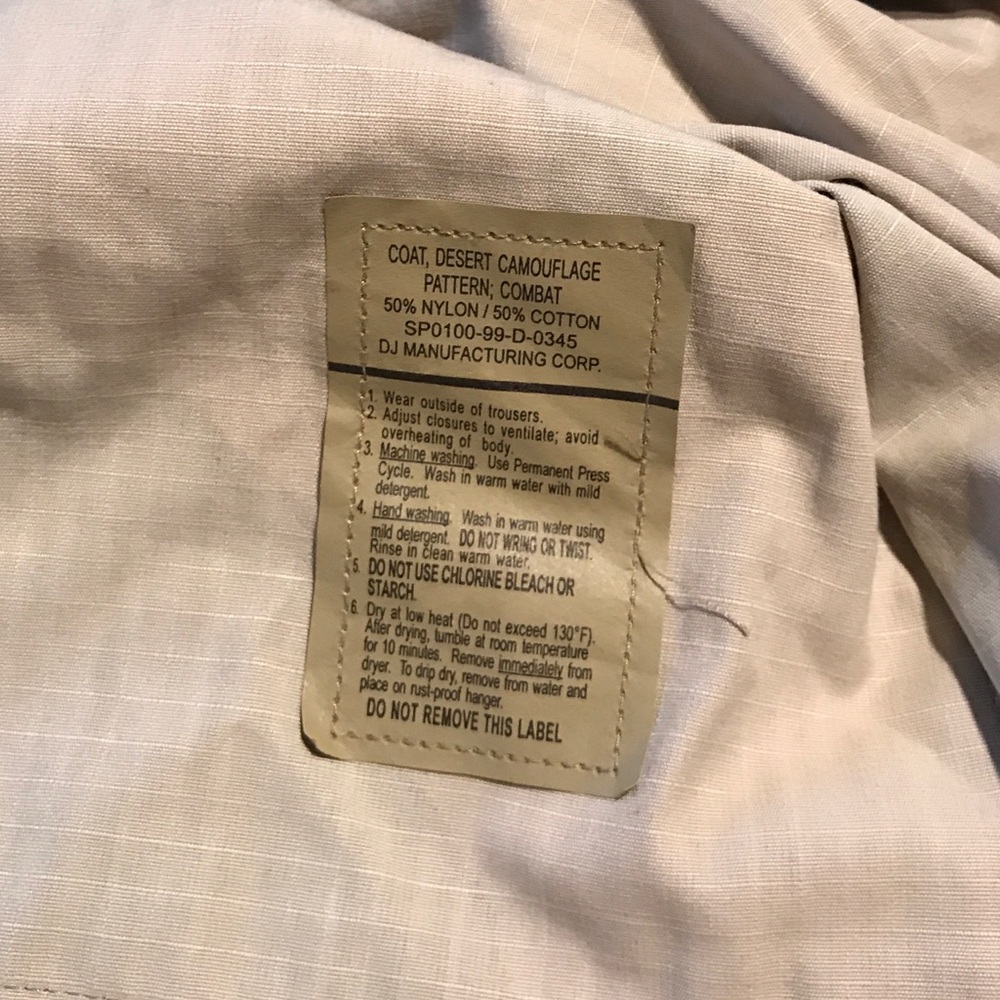 COAT, DESERT CAMOUFLAGE
PATTERN; COMBAT
50% NYLON / 50% COTTON
SP0100-99-D-0345
DJ MANUFACTURING CORP.
1. Wear outside of trousers.
2. Adjust closures to ventilate; avoid
overheating of body.
3. Machine washing. Use Permanent Press
Cycle. Wash in warm water with mild
detergent.
4. Hand washing. Wash in warm water using
mild detergent. DO NOT WRING OR TWIST.
Rinse in clean warm water.
5. DO NOT USE CHLORINE BLEACH OR
STARCH.
6. Dry at low heat (Do not exceed 130°F).
After drying, tumble at room temperature
for 10 minutes. Remove immediately from
dryer. To drip dry, remove from water and
place on rust-proof hanger.
DO NOT REMOVE THIS LABEL